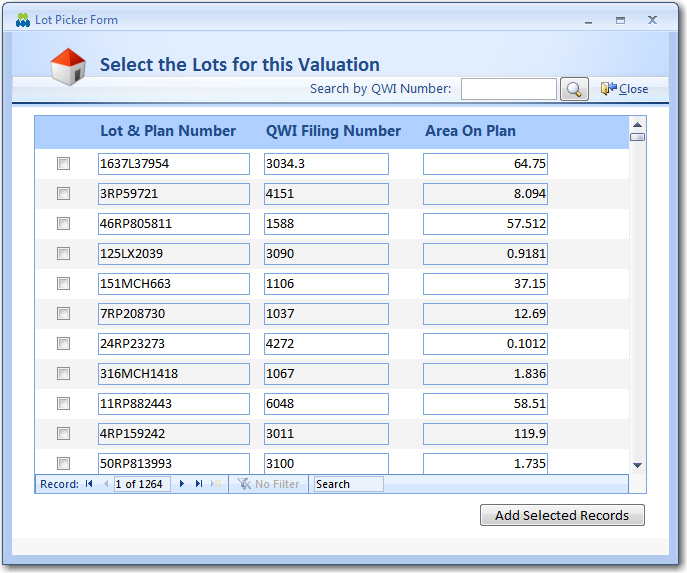 Lot Picker Form
Select the Lots for this Valuation
Search by QWI Number: Close
Lot & Plan Number QWI Filing Number Area On Plan
1637L37954 3034.3 64.75
3RP59721 4151 8.094
46RP805811 1588 57.512
125LX2039 3090 0.9181
151MCH663 1106 37.15
7RP208730 1037 12.69
24RP23273 4272 0.1012
316MCH1418 1067 1.836
11RP882443 6048 58.51
4RP159242 3011 119.9
50RP813993 3100 1.735
Record: 1 of 1264 No Filter Search
Add Selected Records